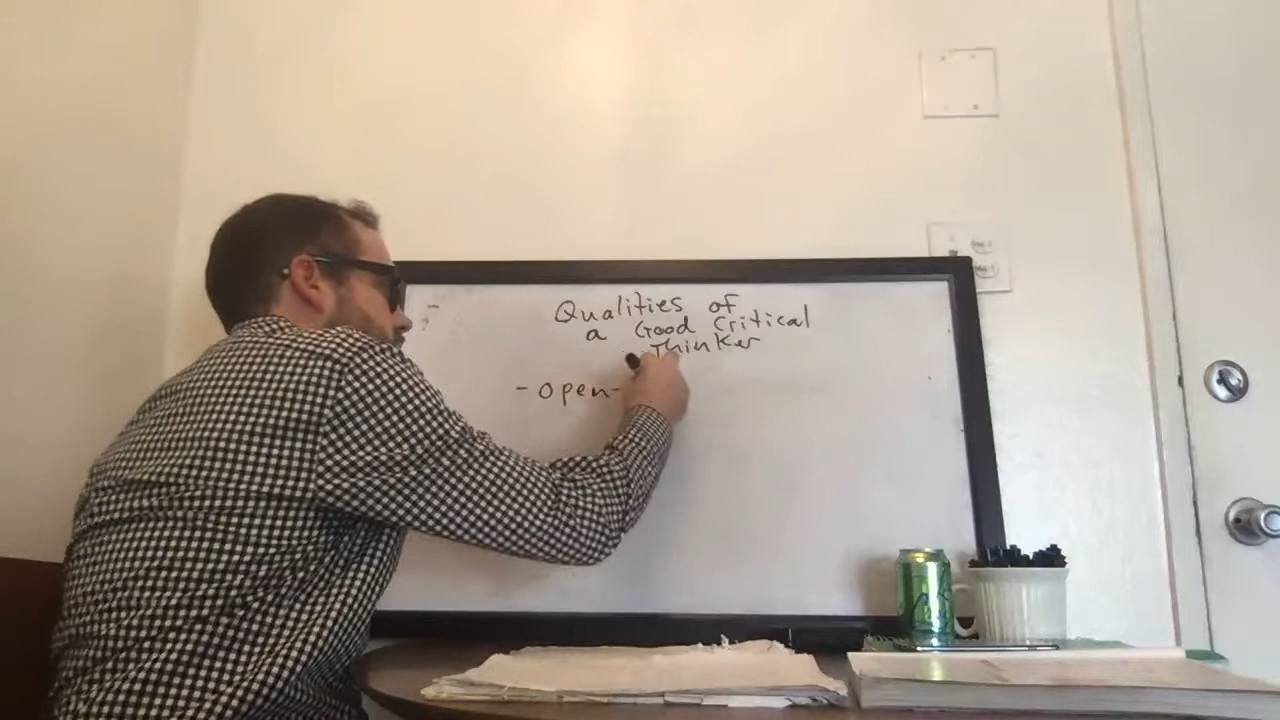 Qualities of
a Good Critical
Thinker
- open-